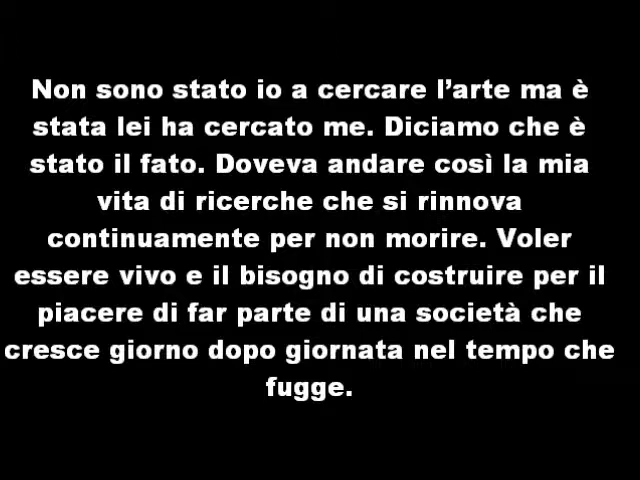 Non sono stato io a cercare l’arte ma è
stata lei ha cercato me. Diciamo che è
stato il fato. Doveva andare così la mia
vita di ricerche che si rinnova
continuamente per non morire. Voler
essere vivo e il bisogno di costruire per il
piacere di far parte di una società che
cresce giorno dopo giornata nel tempo che
fugge.